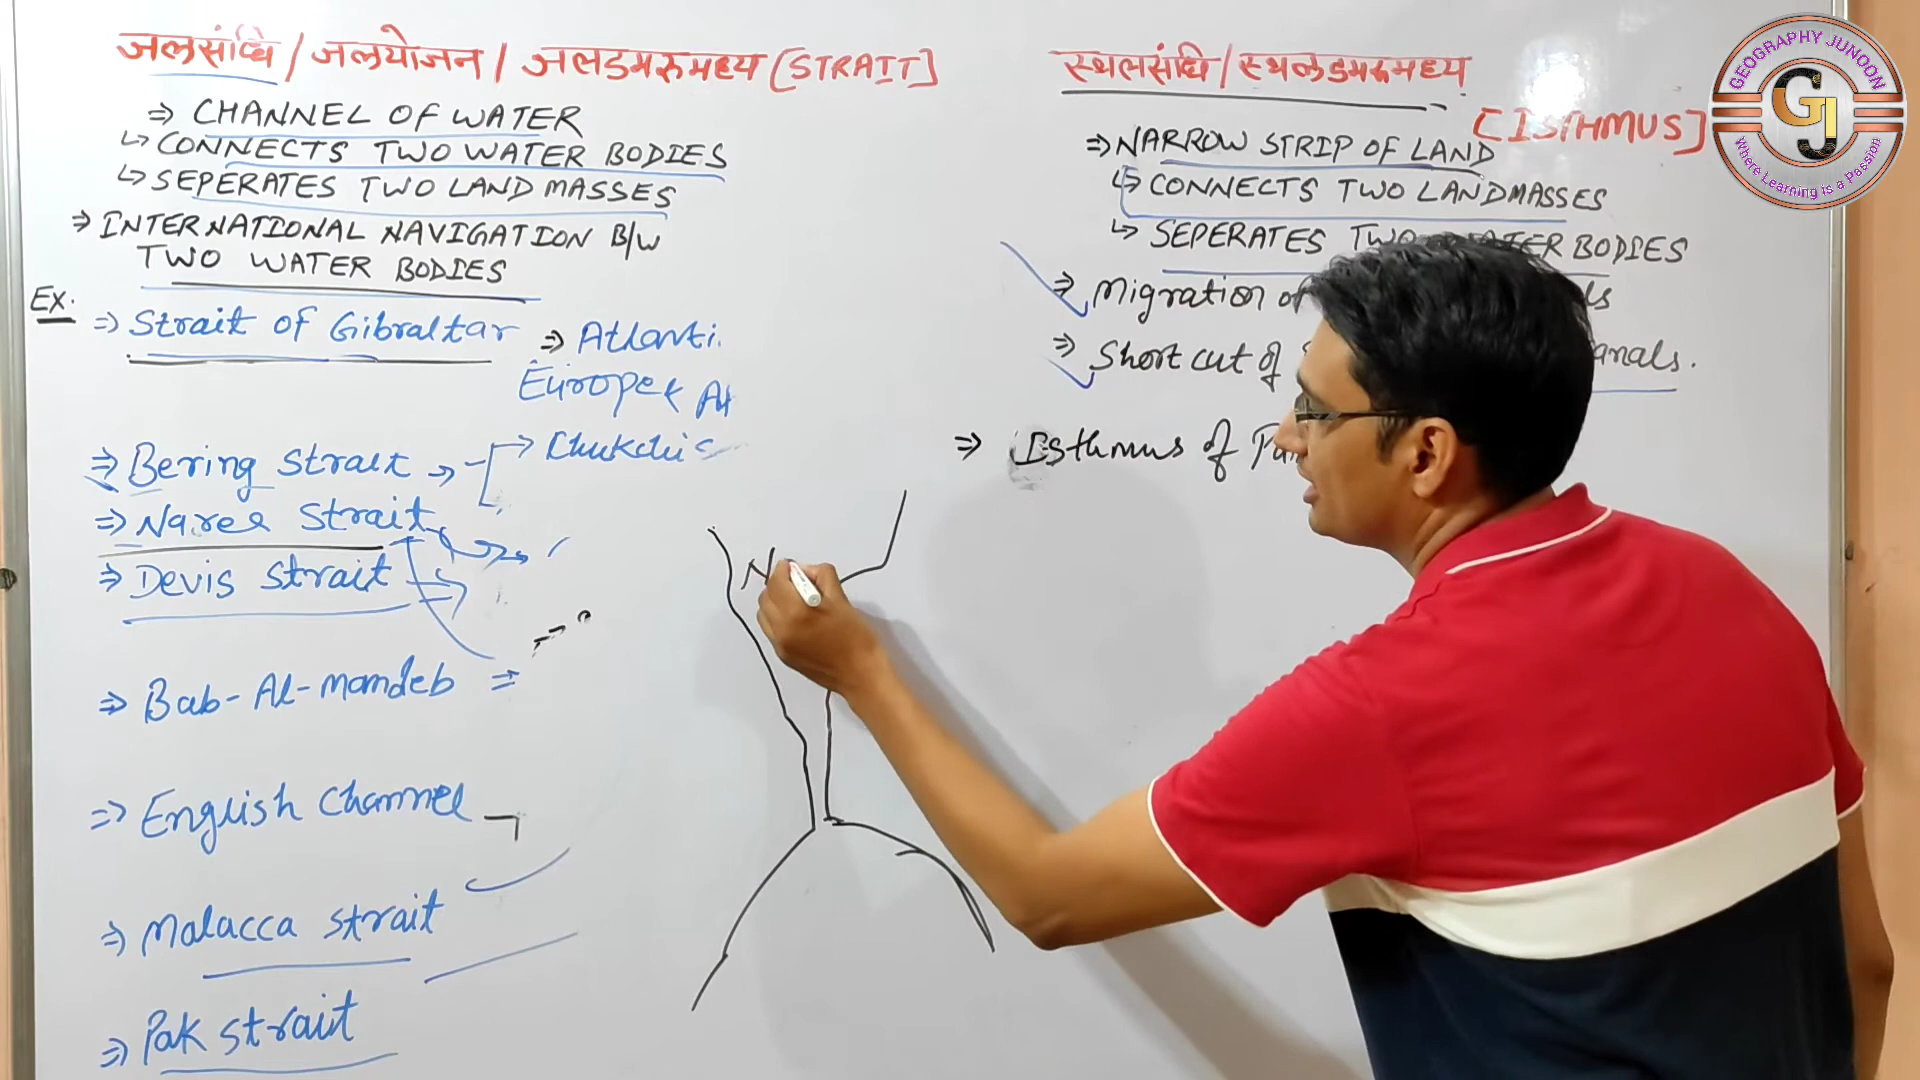 जलसंधि / जलयोजन / जलडमरुमध्य (STRAIT]
⇒ CHANNEL OF WATER
↳ CONNECTS TWO WATER BODIES
↳ SEPERATES TWO LAND MASSES
⇒ INTERNATIONAL NAVIGATION B/W
TWO WATER BODIES
Ex.
⇒ Strait of Gibraltar ⇒ Atlanti
Europe &
⇒ Bering Strait → Chukchi
⇒ Nares Strait
⇒ Devis Strait
⇒ Bab-Al-mandeb =
⇒ English Channel
⇒ Malacca strait
⇒ Pak strait
N
स्थलसंधि / स्थलडमरुमध्य
[ISTHMUS]
⇒ NARROW STRIP OF LAND
↳ CONNECTS TWO LANDMASSES
↳ SEPERATES TWO WATER BODIES
⇒ Migration of
⇒ Short cut of anals.
⇒ Isthmus of Pan
GEOGRAPHY JUNOON
GJ
Where Learning is a Passion